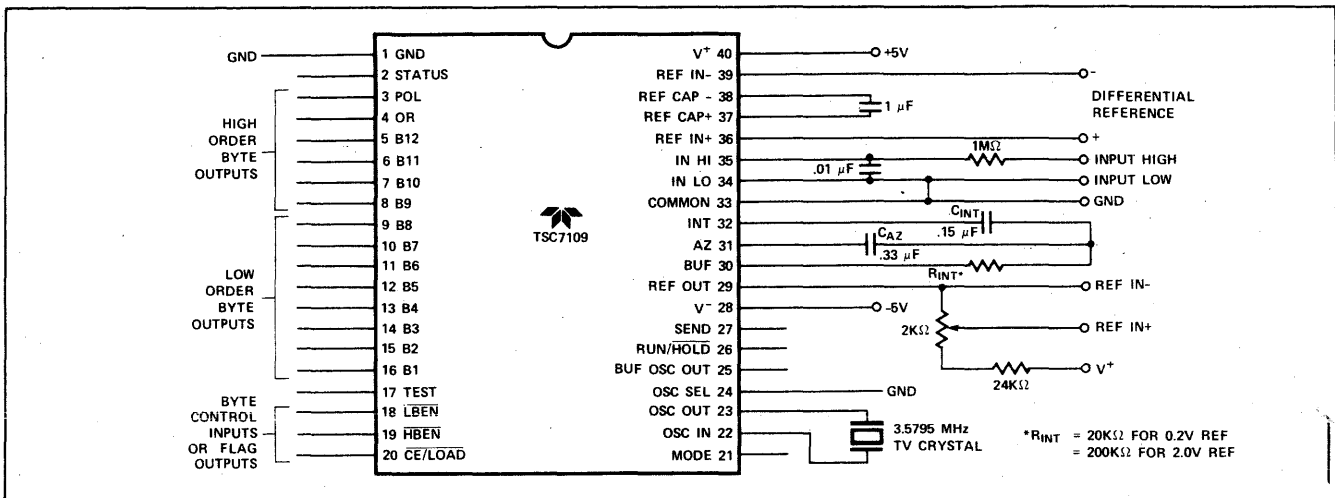 GND
HIGH
ORDER
BYTE
OUTPUTS
LOW
ORDER
BYTE
OUTPUTS
BYTE
CONTROL
INPUTS
OR FLAG
OUTPUTS
1 GND
2 STATUS
3 POL
4 OR
5 B12
6 B11
7 B10
8 B9
9 B8
10 B7
11 B6
12 B5
13 B4
14 B3
15 B2
16 B1
17 TEST
18 LBEN
19 HBEN
20 CE/LOAD
TSC7109
V+ 40
REF IN- 39
REF CAP - 38
REF CAP+ 37
REF IN+ 36
IN HI 35
IN LO 34
COMMON 33
INT 32
AZ 31
BUF 30
REF OUT 29
V- 28
SEND 27
RUN/HOLD 26
BUF OSC OUT 25
OSC SEL 24
OSC OUT 23
OSC IN 22
MODE 21
+5V
-
1 μF
DIFFERENTIAL
REFERENCE
+
1MΩ
INPUT HIGH
.01 μF
INPUT LOW
GND
CINT
.15 μF
CAZ
.33 μF
RINT*
REF IN-
-5V
2KΩ
REF IN+
24KΩ
V+
GND
3.5795 MHz
TV CRYSTAL
*RINT = 20KΩ FOR 0.2V REF
= 200KΩ FOR 2.0V REF